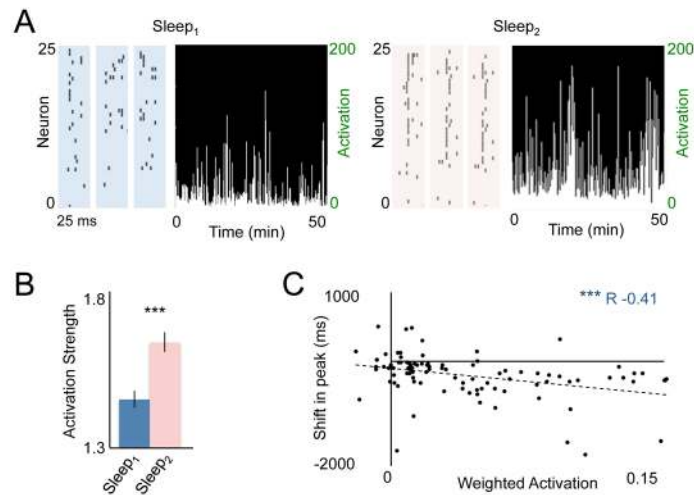 A
Sleep1
Sleep2
25
Neuron
0
25 ms
200
Activation
0
0
50
Time (min)
25
Neuron
0
200
Activation
0
0
50
Time (min)
B
1.8
Activation Strength
1.3
***
Sleep1
Sleep2
C
1000
Shift in peak (ms)
-2000
*** R -0.41
0
Weighted Activation
0.15